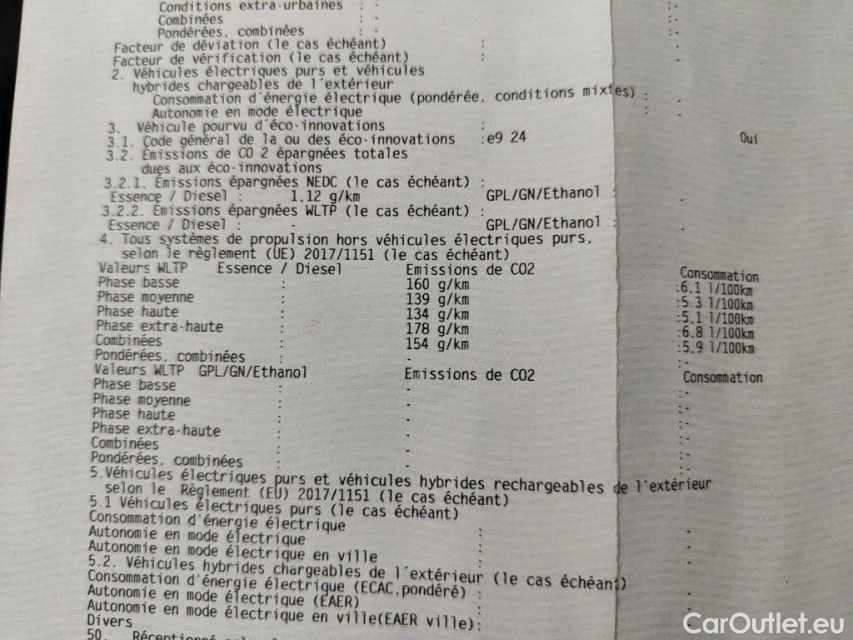 Conditions extra-urbaines : - :-
Combinées : - :-
Pondérées, combinées : - :-
Facteur de déviation (le cas échéant) : -
Facteur de vérification (le cas échéant) : -
2. Véhicules électriques purs et véhicules
hybrides chargeables de l'extérieur
Consommation d'énergie électrique (pondérée, conditions mixtes) : -
Autonomie en mode électrique : -
3. Véhicule pourvu d'éco-innovations : Oui
3.1. Code général de la ou des éco-innovations :e9 24
3.2. Émissions de CO 2 épargnées totales
dues aux éco-innovations
3.2.1. Émissions épargnées NEDC (le cas échéant) :
Essence / Diesel : 1.12 g/km GPL/GN/Ethanol : -
3.2.2. Émissions épargnées WLTP (le cas échéant) :
Essence / Diesel : - GPL/GN/Ethanol : -
4. Tous systèmes de propulsion hors véhicules électriques purs,
selon le règlement (UE) 2017/1151 (le cas échéant)
Valeurs WLTP Essence / Diesel Emissions de CO2 Consommation
Phase basse : 160 g/km :6.1 l/100km
Phase moyenne : 139 g/km :5.3 l/100km
Phase haute : 134 g/km :5.1 l/100km
Phase extra-haute : 178 g/km :6.8 l/100km
Combinées : 154 g/km :5.9 l/100km
Pondérées, combinées : - :-
Valeurs WLTP GPL/GN/Ethanol Emissions de CO2 Consommation
Phase basse : - :-
Phase moyenne : - :-
Phase haute : - :-
Phase extra-haute : - :-
Combinées : - :-
Pondérées, combinées : - :-
5.Véhicules électriques purs et véhicules hybrides rechargeables de l'extérieur
selon le Règlement (EU) 2017/1151 (le cas échéant)
5.1 Véhicules électriques purs (le cas échéant)
Consommation d'énergie électrique : -
Autonomie en mode électrique : -
Autonomie en mode électrique en ville : -
5.2. Véhicules hybrides chargeables de l'extérieur (le cas échéant)
Consommation d'énergie électrique (ECAC,pondéré) : -
Autonomie en mode électrique (EAER) : -
Autonomie en mode électrique en ville(EAER ville): -
Divers
50. Réceptionné
CarOutlet.eu